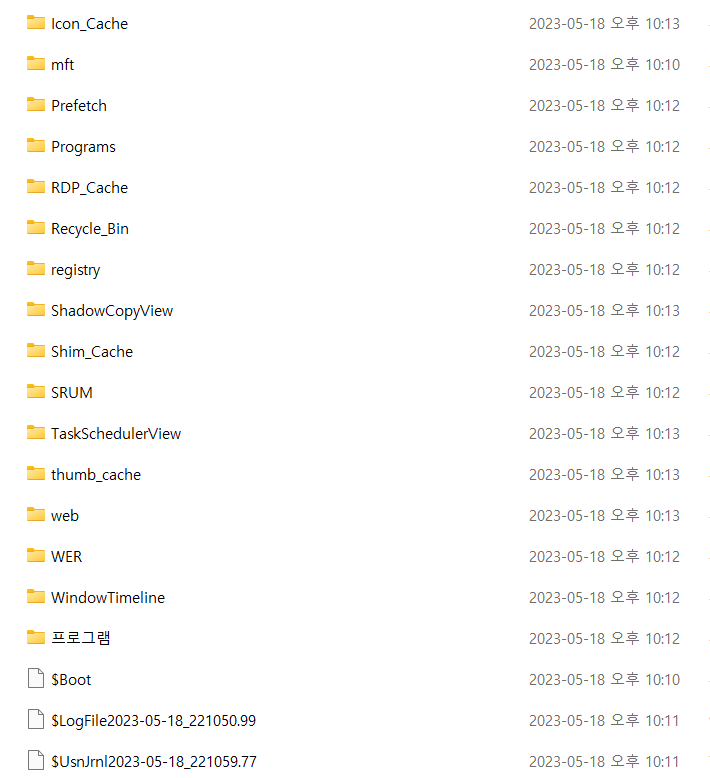 Icon_Cache 2023-05-18 오후 10:13
mft 2023-05-18 오후 10:10
Prefetch 2023-05-18 오후 10:12
Programs 2023-05-18 오후 10:12
RDP_Cache 2023-05-18 오후 10:12
Recycle_Bin 2023-05-18 오후 10:12
registry 2023-05-18 오후 10:12
ShadowCopyView 2023-05-18 오후 10:13
Shim_Cache 2023-05-18 오후 10:12
SRUM 2023-05-18 오후 10:12
TaskSchedulerView 2023-05-18 오후 10:13
thumb_cache 2023-05-18 오후 10:13
web 2023-05-18 오후 10:13
WER 2023-05-18 오후 10:12
WindowTimeline 2023-05-18 오후 10:12
프로그램 2023-05-18 오후 10:12
$Boot 2023-05-18 오후 10:10
$LogFile2023-05-18_221050.99 2023-05-18 오후 10:11
$UsnJrnl2023-05-18_221059.77 2023-05-18 오후 10:11